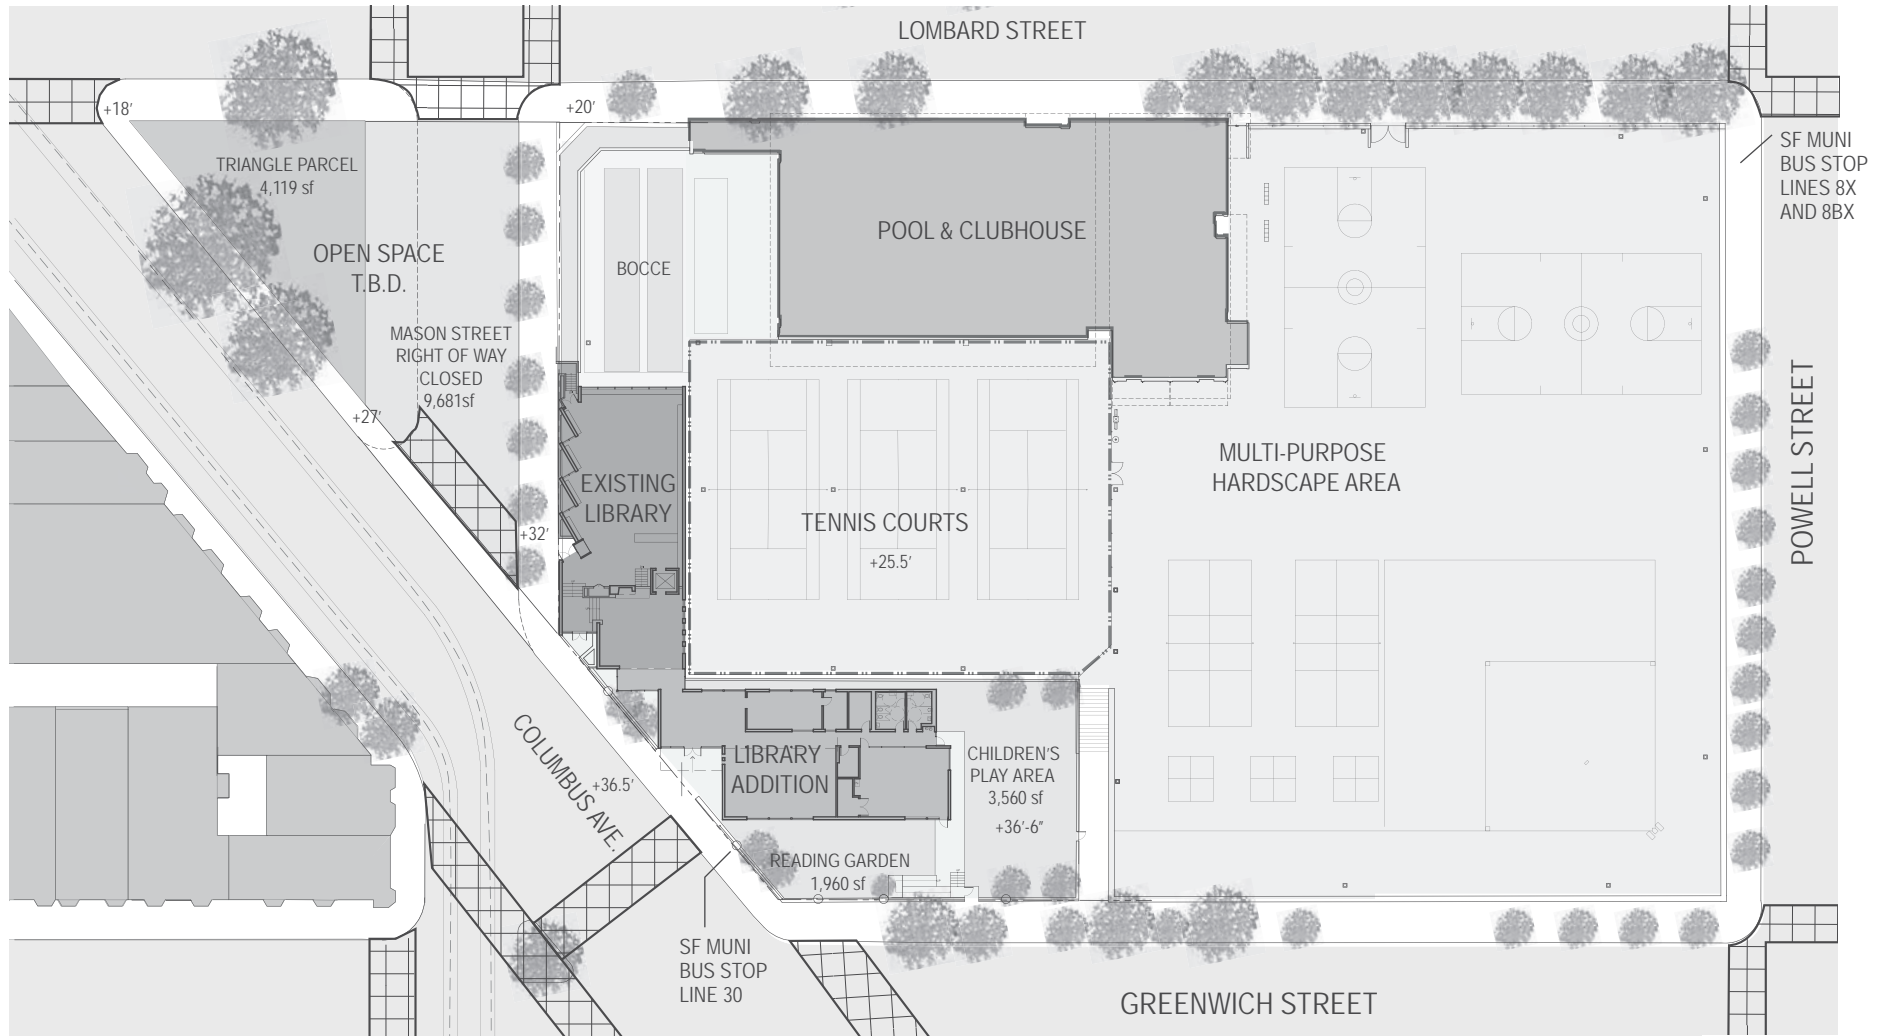 LOMBARD STREET
+18'
+20'
SF MUNI
BUS STOP
LINES 8X
AND 8BX
TRIANGLE PARCEL
4,119 sf
POOL & CLUBHOUSE
OPEN SPACE
T.B.D.
BOCCE
MASON STREET
RIGHT OF WAY
CLOSED
9,681sf
+27'
POWELL STREET
MULTI-PURPOSE
HARDSCAPE AREA
EXISTING
LIBRARY
TENNIS COURTS
+25.5'
+32'
COLUMBUS AVE.
+36.5'
LIBRARY
ADDITION
CHILDREN'S
PLAY AREA
3,560 sf
+36'-6"
READING GARDEN
1,960 sf
SF MUNI
BUS STOP
LINE 30
GREENWICH STREET